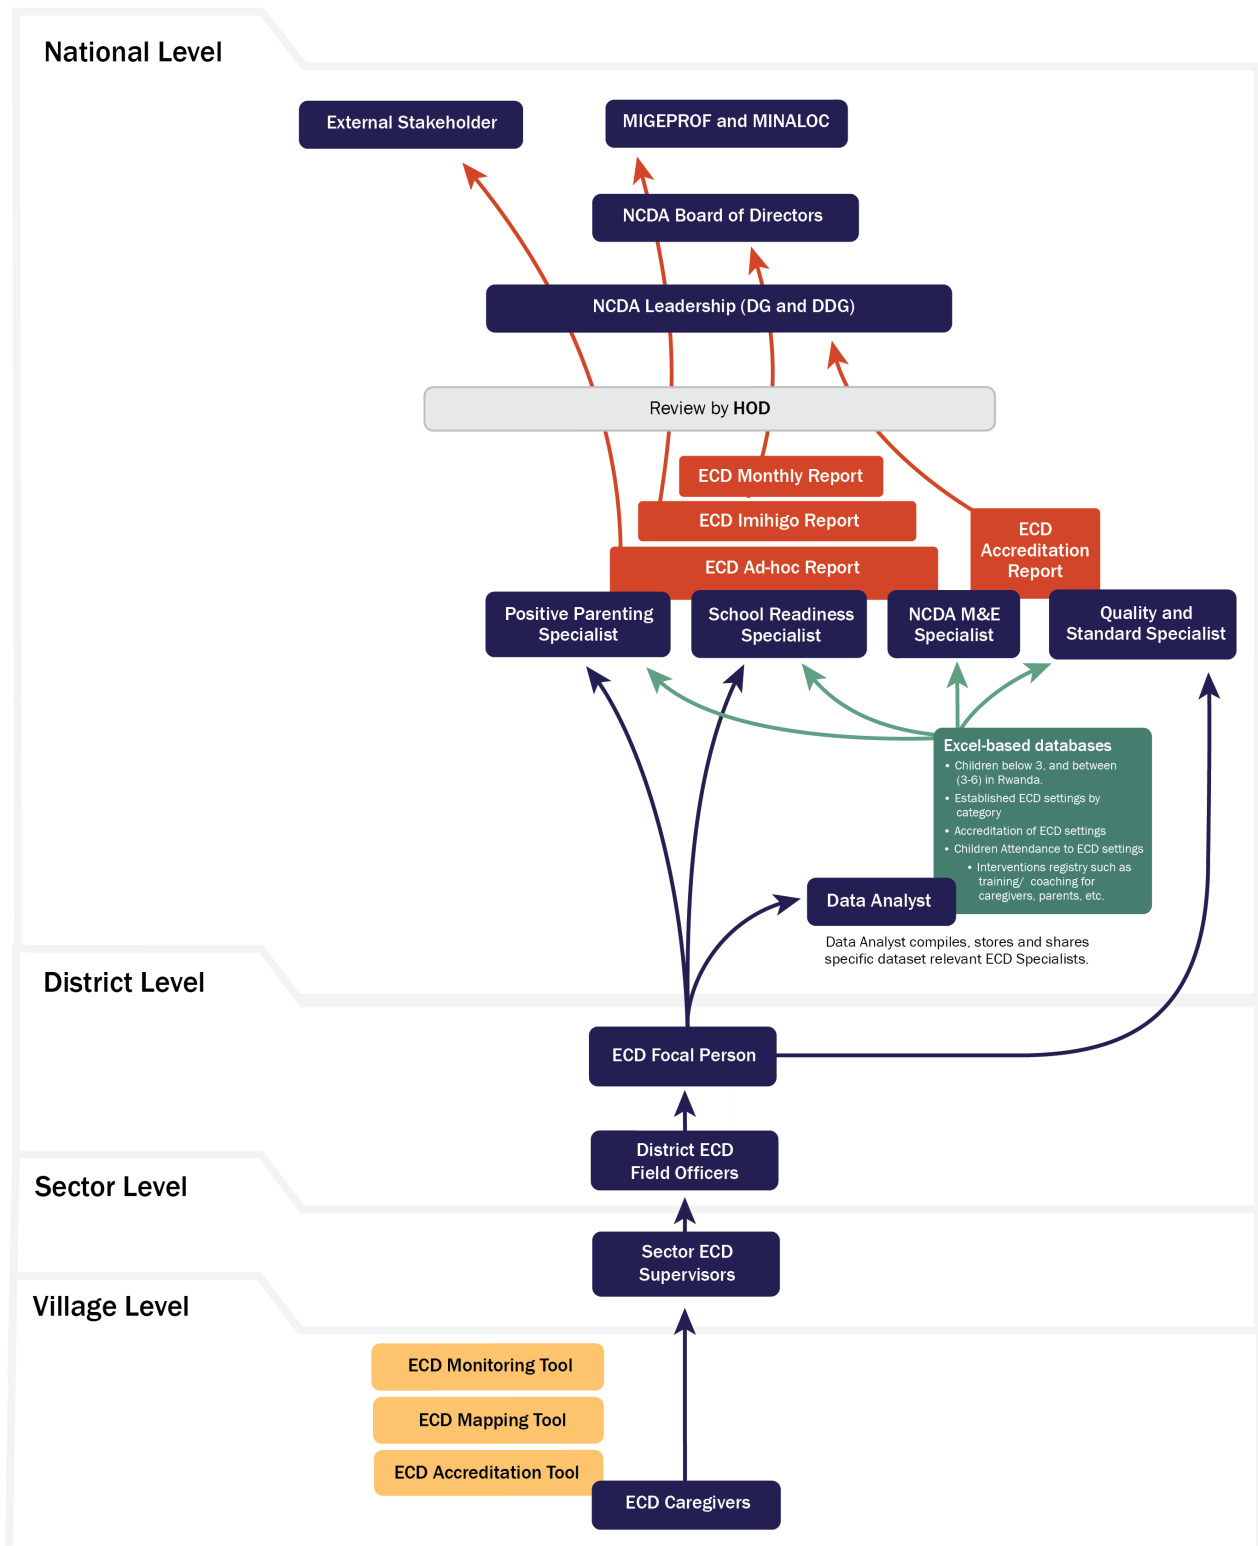 National Level
External Stakeholder
MIGEPROF and MINALOC
NCDA Board of Directors
NCDA Leadership (DG and DDG)
Review by HOD
ECD Monthly Report
ECD Imihigo Report
ECD Ad-hoc Report
ECD
Accreditation
Report
Positive Parenting
Specialist
School Readiness
Specialist
NCDA M&E
Specialist
Quality and
Standard Specialist
Excel-based databases
• Children below 3, and between
(3-6) in Rwanda.
• Established ECD settings by
category
• Accreditation of ECD settings
• Children Attendance to ECD settings
• Interventions registry such as
training/ coaching for
caregivers, parents, etc.
Data Analyst
Data Analyst compiles, stores and shares
specific dataset relevant ECD Specialists.
District Level
ECD Focal Person
District ECD
Field Officers
Sector Level
Sector ECD
Supervisors
Village Level
ECD Monitoring Tool
ECD Mapping Tool
ECD Accreditation Tool
ECD Caregivers